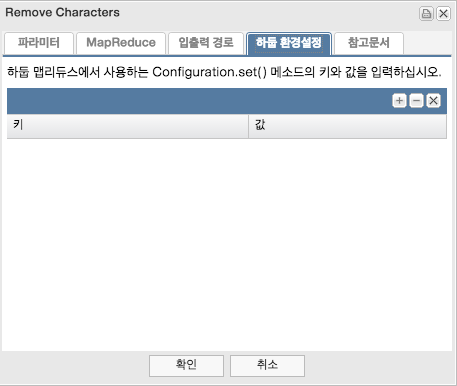 Remove Characters
파라미터
MapReduce
입출력 경로
하둡 환경설정
참고문서
하둡 맵리듀스에서 사용하는 Configuration.set() 메소드의 키와 값을 입력하십시오.
키
값
확인
취소